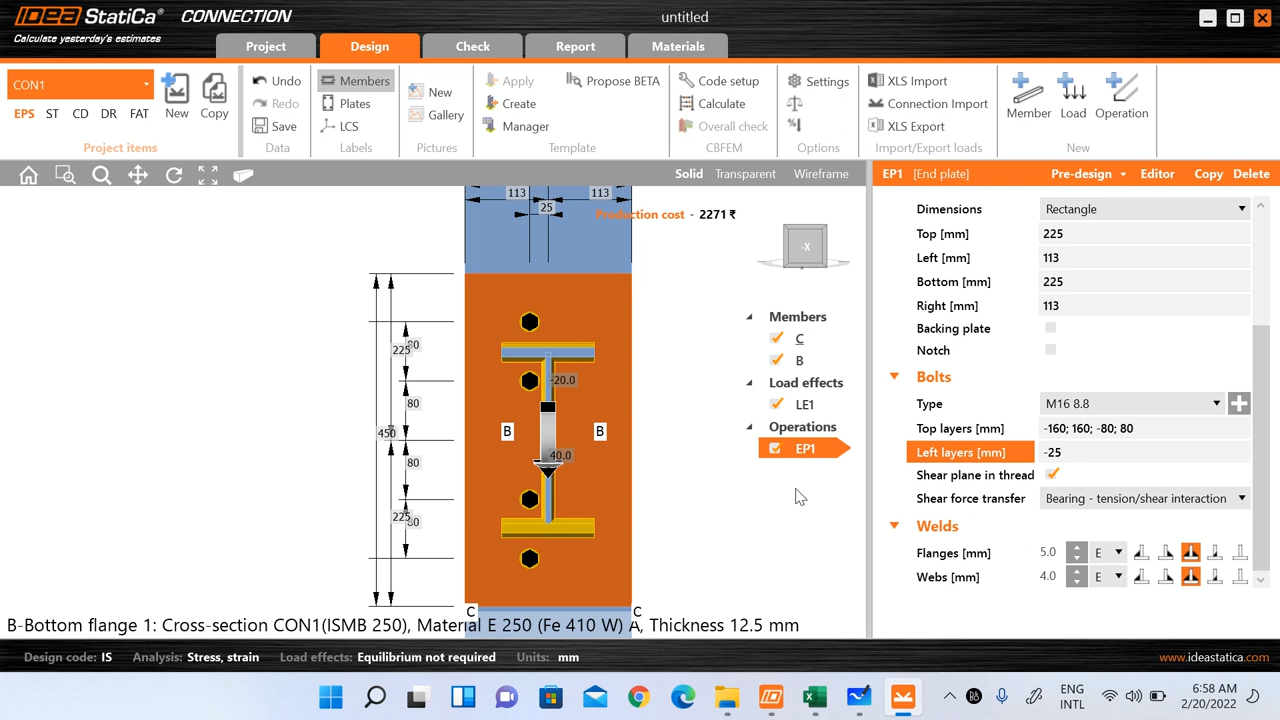 IDEA StatiCa® CONNECTION
Calculate yesterday's estimates
untitled
Project Design Check Report Materials
CON1
EPS ST CD DR FAT
New Copy
Project items
Undo
Redo
Save
Data
Members
Plates
LCS
Labels
New
Gallery
Pictures
Apply Propose BETA
Create
Manager
Template
Code setup
Calculate
Overall check
CBFEM
Settings
Options
XLS Import
Connection Import
XLS Export
Import/Export loads
Member Load Operation
New
Solid Transparent Wireframe
EP1 [End plate] Pre-design Editor Copy Delete
113 113
25
Production cost - 2271 ₹
-X
Members
C
B
Load effects
LE1
Operations
EP1
225
-20.0
80
B B
450
40.0
80
225
C C
B-Bottom flange 1: Cross-section CON1(ISMB 250), Material E 250 (Fe 410 W) A, Thickness 12.5 mm
Dimensions Rectangle
Top [mm] 225
Left [mm] 113
Bottom [mm] 225
Right [mm] 113
Backing plate
Notch
Bolts
Type M16 8.8
Top layers [mm] -160; 160; -80; 80
Left layers [mm] -25
Shear plane in thread
Shear force transfer Bearing - tension/shear interaction
Welds
Flanges [mm] 5.0 E
Webs [mm] 4.0 E
Design code: IS Analysis: Stress, strain Load effects: Equilibrium not required Units: mm www.ideastatica.com
ENG
INTL
6:58 AM
2/20/2022